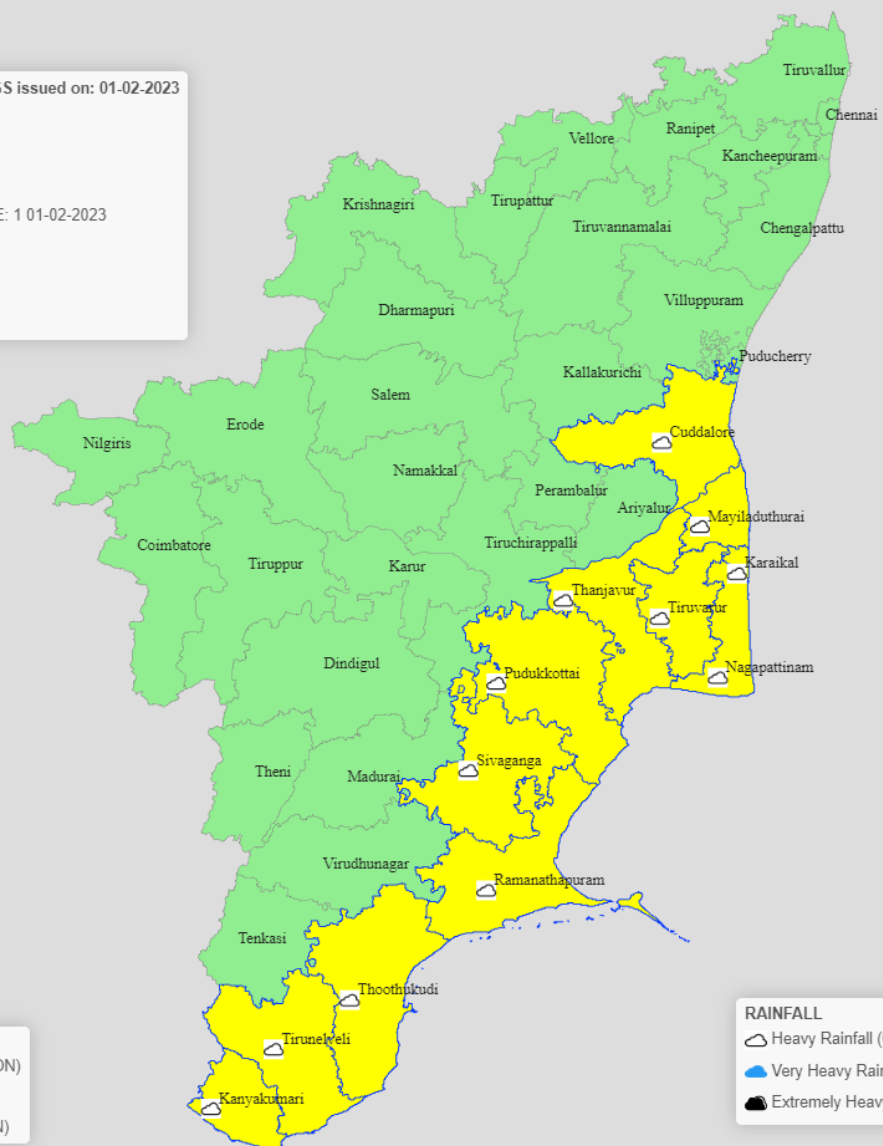 S issued on: 01-02-2023
E: 1 01-02-2023
Tiruvallur
Chennai
Vellore
Ranipet
Kancheepuram
Krishnagiri
Tirupattur
Tiruvannamalai
Chengalpattu
Villuppuram
Dharmapuri
Puducherry
Kallakurichi
Salem
Erode
Cuddalore
Nilgiris
Namakkal
Perambalur
Ariyalur
Mayiladuthurai
Coimbatore
Tiruchirappalli
Tiruppur
Karur
Karaikal
Thanjavur
Tiruvarur
Dindigul
Pudukkottai
Nagapattinam
Sivaganga
Theni
Madurai
Virudhunagar
Ramanathapuram
Tenkasi
Thoothukudi
Tirunelveli
Kanyakumari
ON)
N)
RAINFALL
Heavy Rainfall (
Very Heavy Rain
Extremely Heav